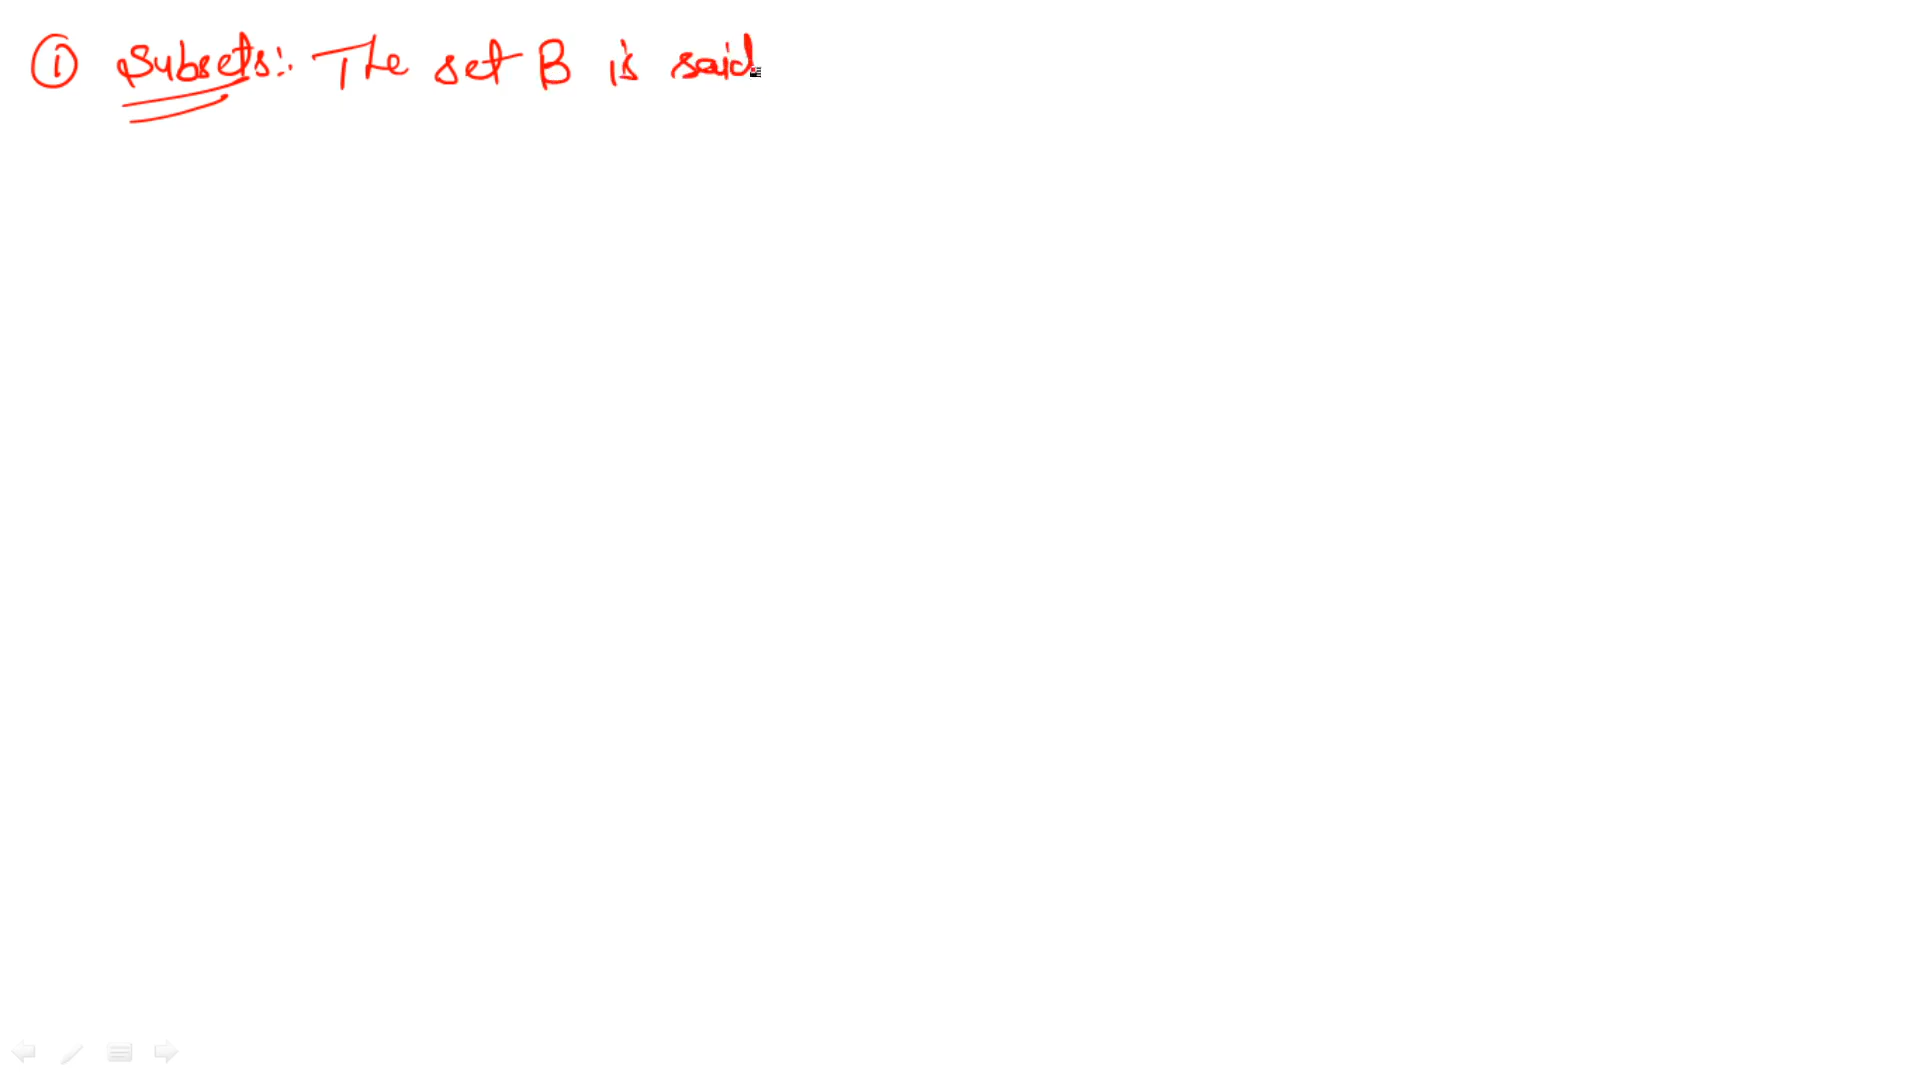 ① Subsets:- The set B is said